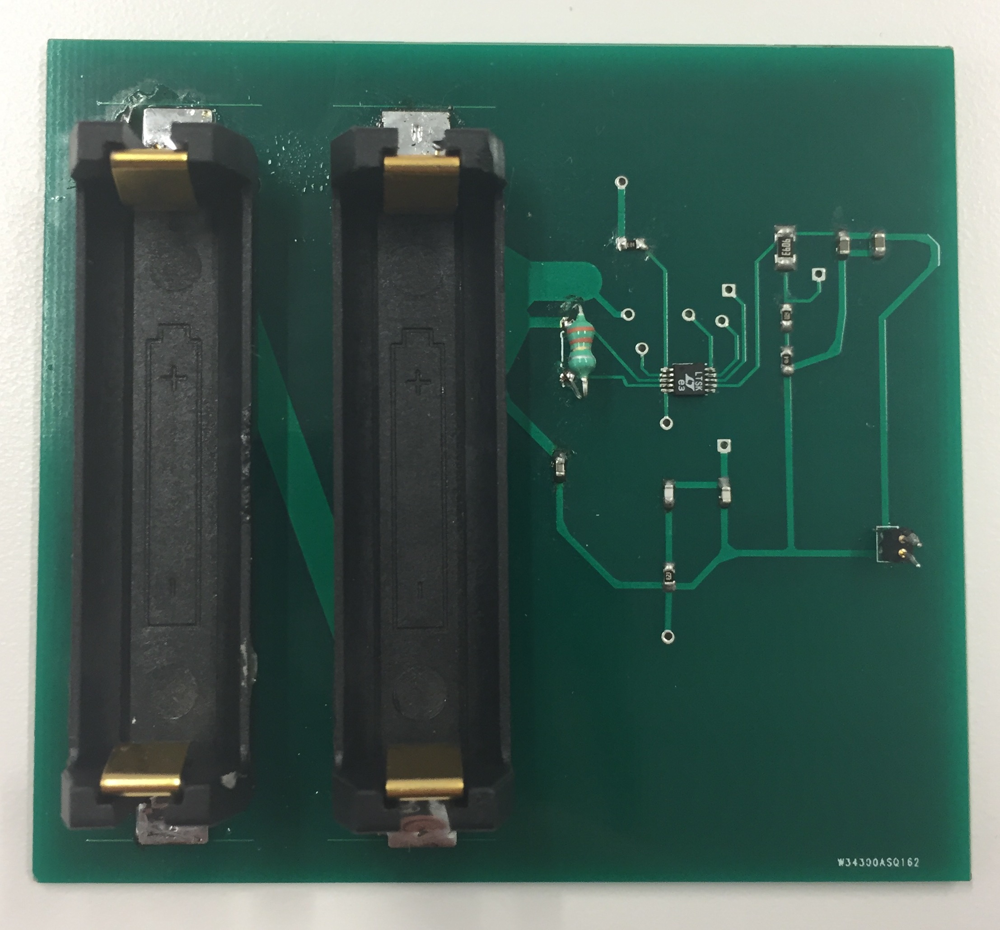 E606
+
+
LTSK
e3
-
-
W34300ASQ162